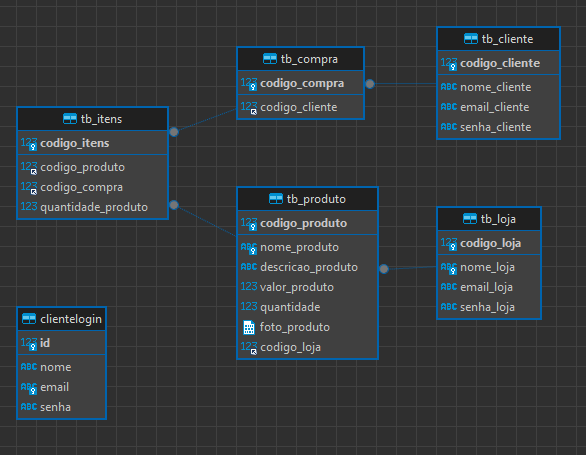 tb_cliente
123 codigo_cliente
ABC nome_cliente
ABC email_cliente
ABC senha_cliente
tb_compra
123 codigo_compra
123 codigo_cliente
tb_itens
123 codigo_itens
123 codigo_produto
123 codigo_compra
123 quantidade_produto
tb_produto
123 codigo_produto
ABC nome_produto
ABC descricao_produto
123 valor_produto
123 quantidade
foto_produto
123 codigo_loja
tb_loja
123 codigo_loja
ABC nome_loja
ABC email_loja
ABC senha_loja
clientelogin
123 id
ABC nome
ABC email
ABC senha